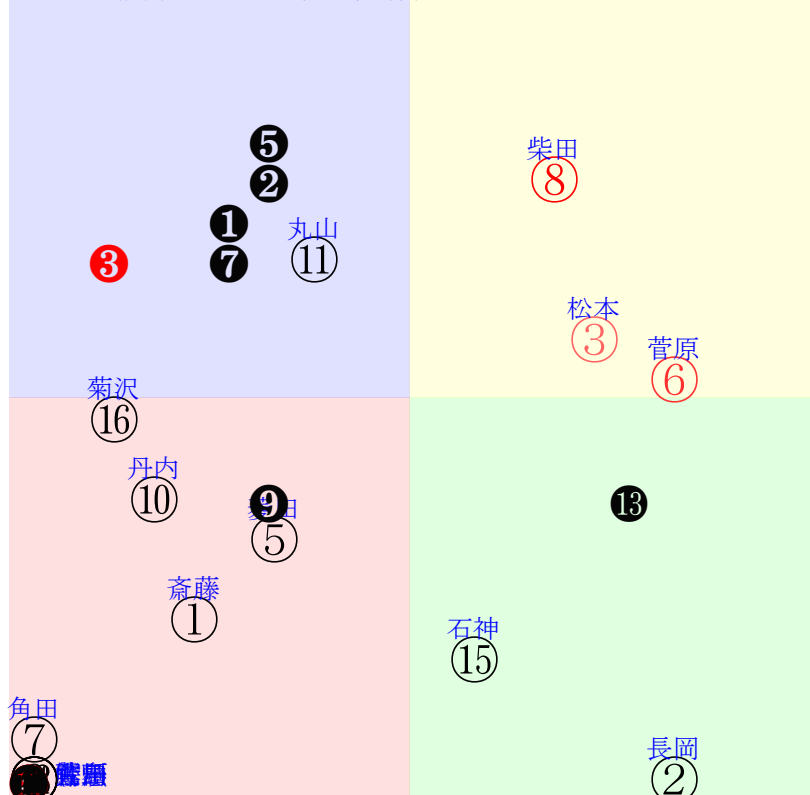 ❺
柴田
❷
⑧
❶
丸山
❸
❼
⑪
松本
③
菅原
⑥
菊沢
⑯
丹内
⑩
❾
田
⓭
⑤
斎藤
①
石神
⑮
角田
⑦
長岡
②